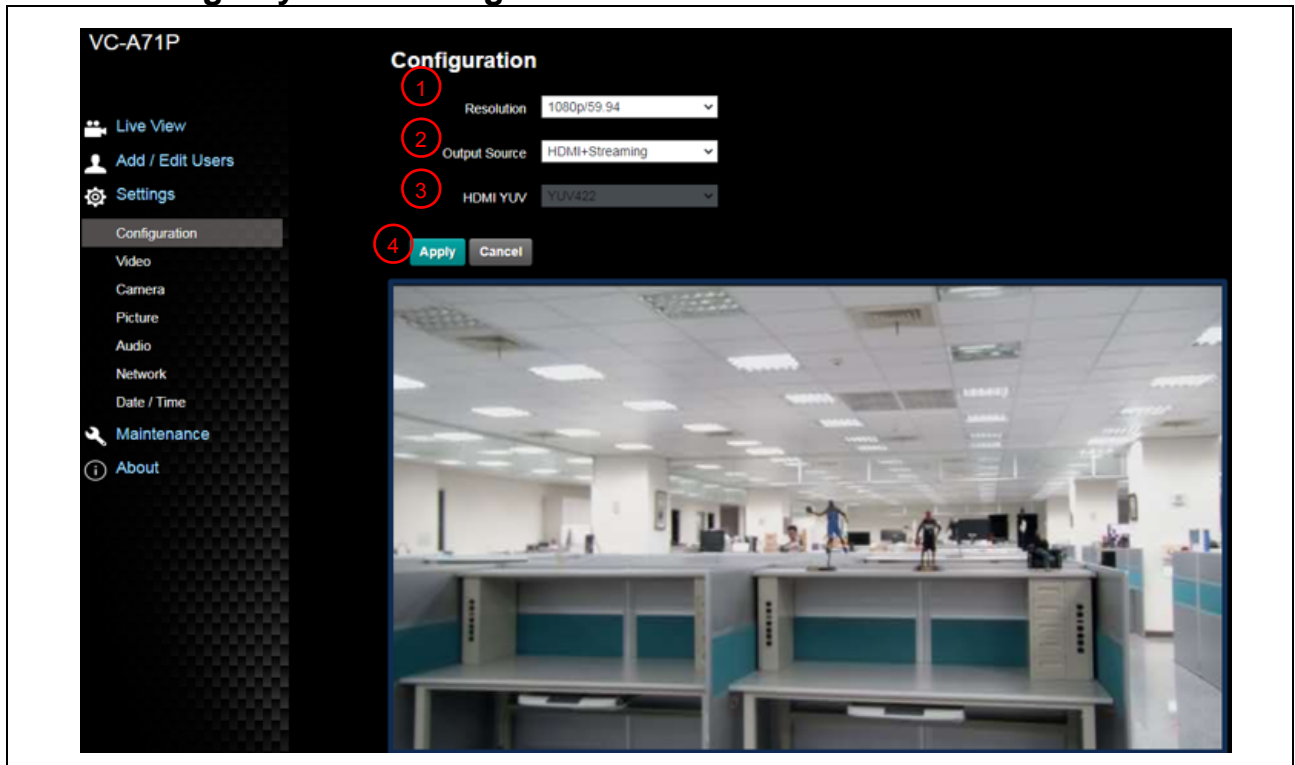 VC-A71P
Live View
Add / Edit Users
Settings
Configuration
Video
Camera
Picture
Audio
Network
Date / Time
Maintenance
About
Configuration
1
Resolution 1080p/59.94
2
Output Source HDMI+Streaming
3
HDMI YUV YUV422
4
Apply Cancel